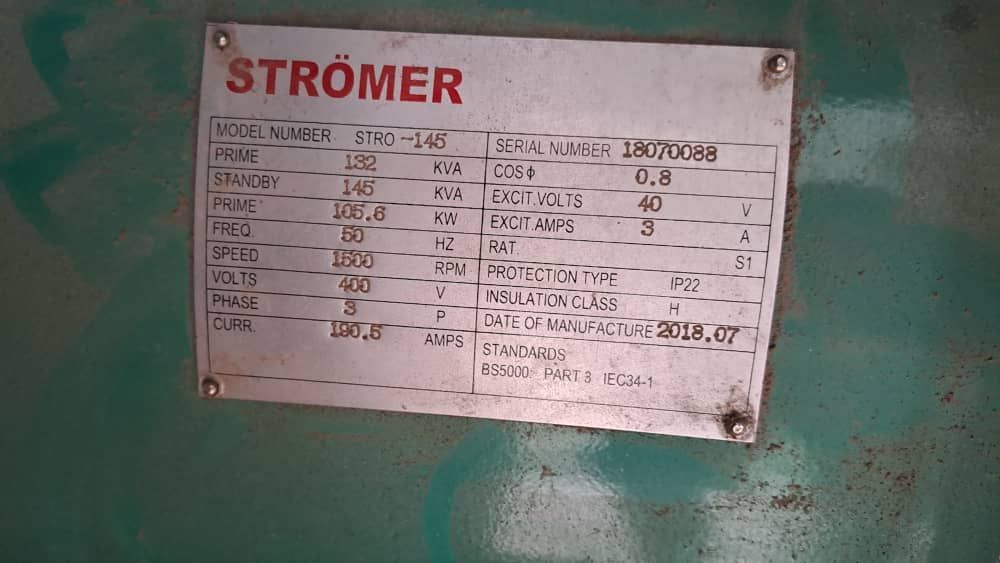 STRÖMER
MODEL NUMBER STRO -145
PRIME 132 KVA
STANDBY 145 KVA
PRIME 105.6 KW
FREQ. 50 HZ
SPEED 1500 RPM
VOLTS 400 V
PHASE 3 P
CURR. 190.5 AMPS
SERIAL NUMBER 18070088
COSΦ 0.8
EXCIT.VOLTS 40 V
EXCIT.AMPS 3 A
RAT. S1
PROTECTION TYPE IP22
INSULATION CLASS H
DATE OF MANUFACTURE 2018.07
STANDARDS
BS5000: PART 3 IEC34-1